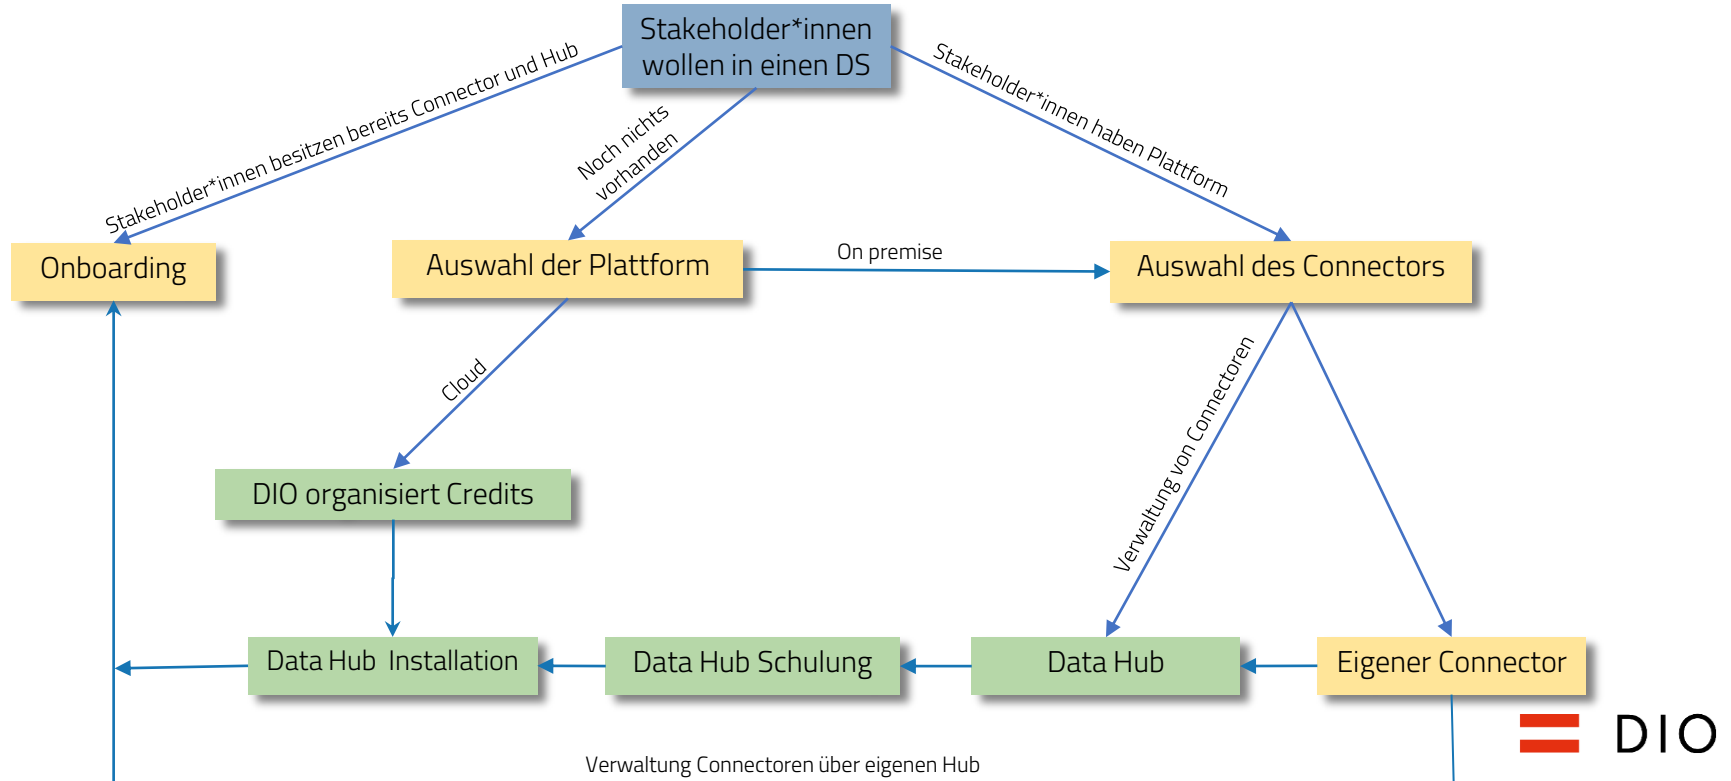 Stakeholder*innen
wollen in einen DS
Stakeholder*innen besitzen bereits Connector und Hub
Noch nichts
vorhanden
Stakeholder*innen haben Plattform
Onboarding
Auswahl der Plattform
On premise
Auswahl des Connectors
Cloud
Verwaltung von Connectoren
DIO organisiert Credits
Data Hub Installation
Data Hub Schulung
Data Hub
Eigener Connector
DIO
Verwaltung Connectoren über eigenen Hub